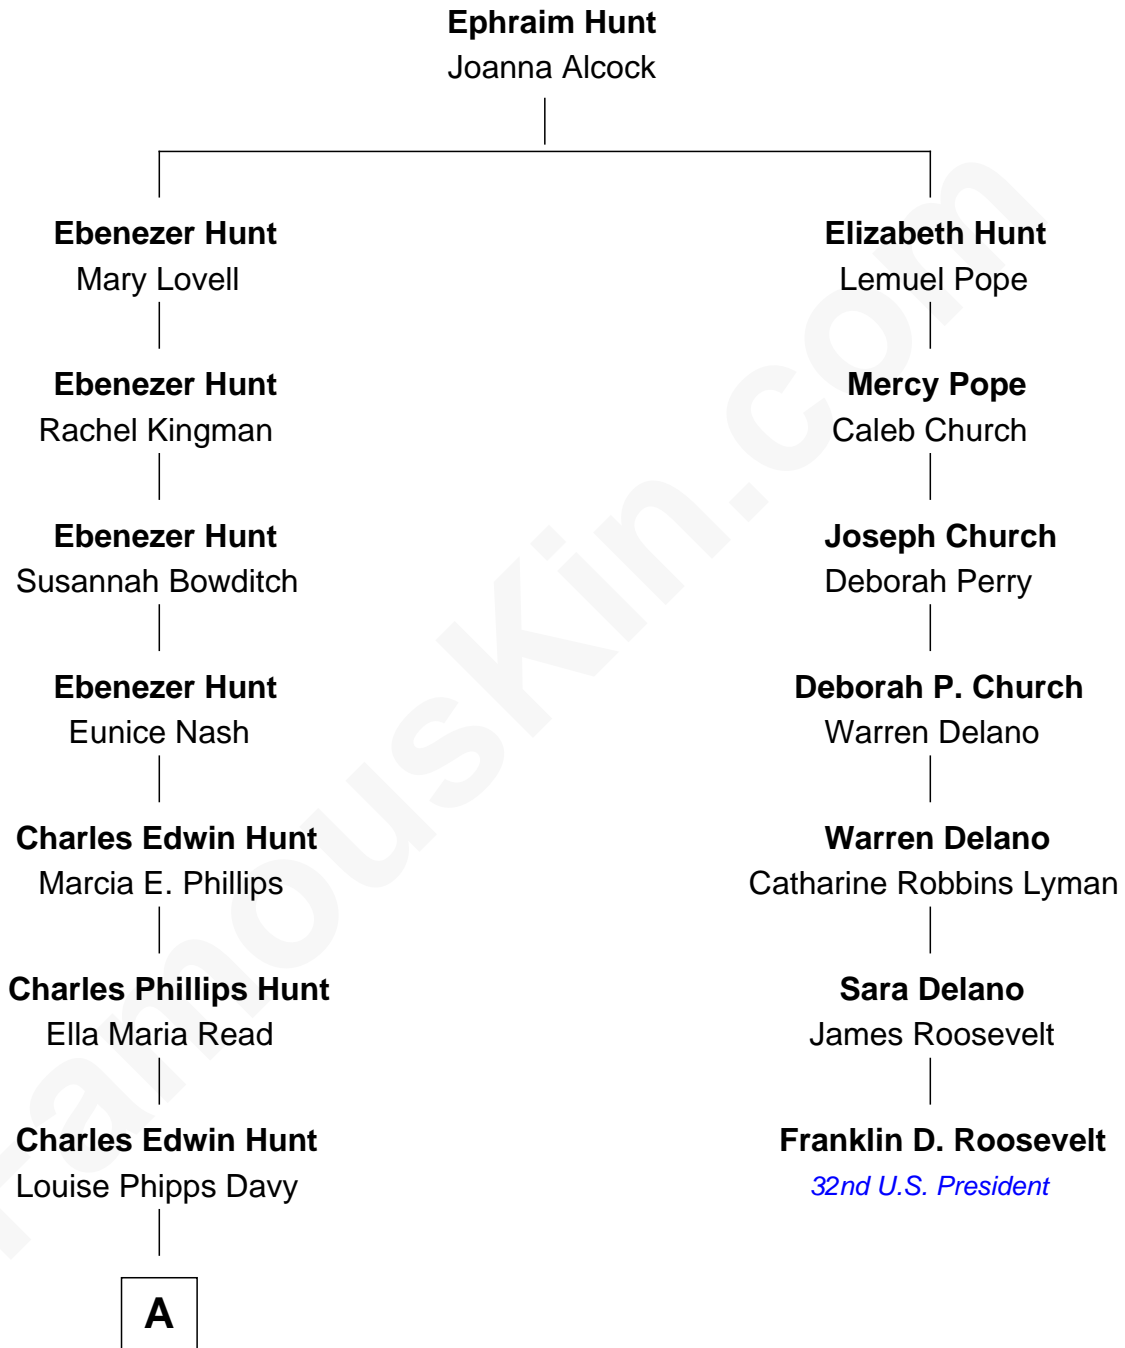 Ephraim Hunt
Joanna Alcock
Ebenezer Hunt
Mary Lovell
Elizabeth Hunt
Lemuel Pope
Ebenezer Hunt
Rachel Kingman
Mercy Pope
Caleb Church
Ebenezer Hunt
Susannah Bowditch
Joseph Church
Deborah Perry
Ebenezer Hunt
Eunice Nash
Deborah P. Church
Warren Delano
Charles Edwin Hunt
Marcia E. Phillips
Warren Delano
Catharine Robbins Lyman
Charles Phillips Hunt
Ella Maria Read
Sara Delano
James Roosevelt
Charles Edwin Hunt
Louise Phipps Davy
Franklin D. Roosevelt
32nd U.S. President
A
FamousKin.com